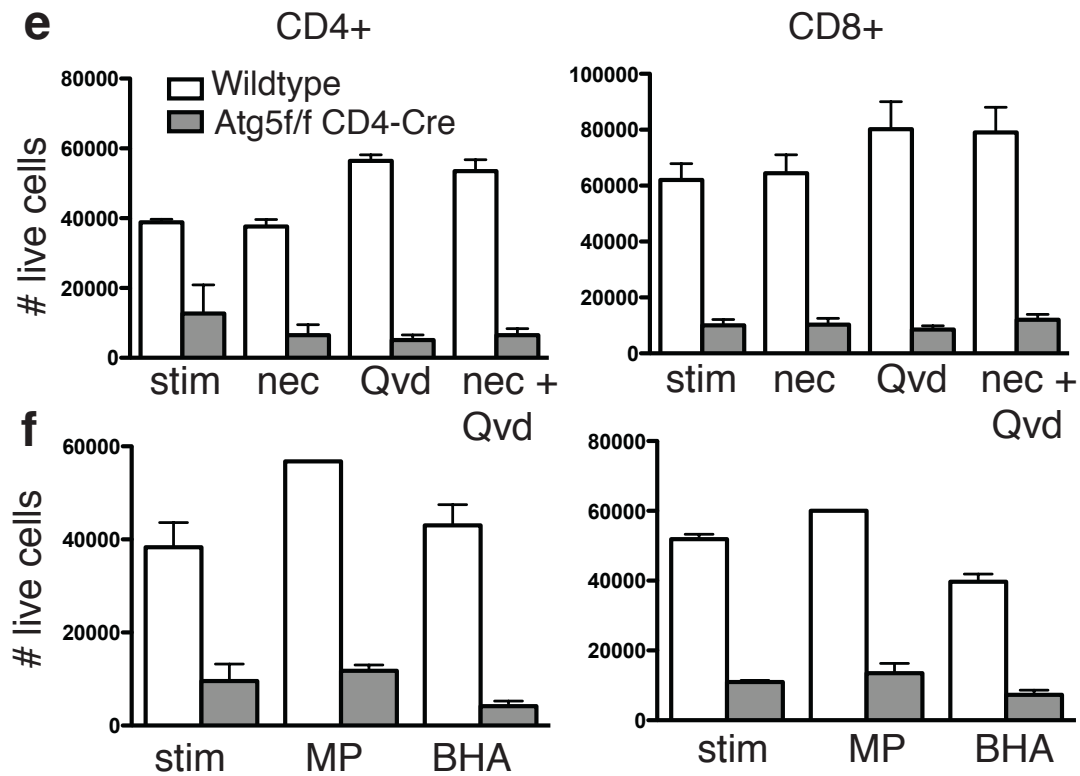 e
CD4+
CD8+
Wildtype
Atg5f/f CD4-Cre
# live cells
80000
60000
40000
20000
0
stim nec Qvd nec +
Qvd
100000
80000
60000
40000
20000
0
stim nec Qvd nec +
Qvd
f
# live cells
60000
40000
20000
0
stim MP BHA
80000
60000
40000
20000
0
stim MP BHA